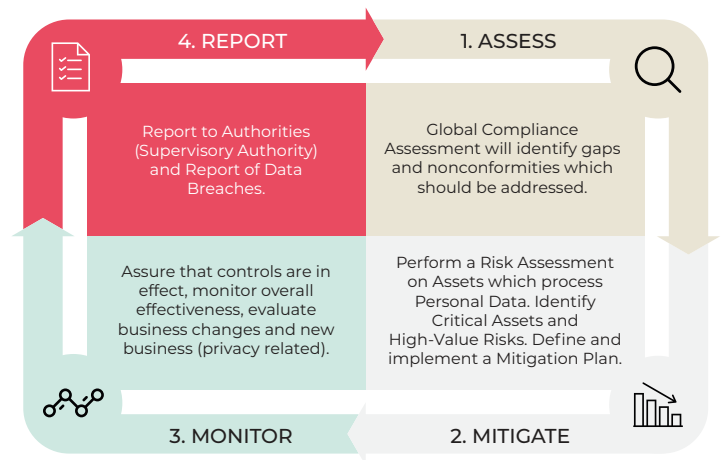 4. REPORT
1. ASSESS
Report to Authorities
(Supervisory Authority)
and Report of Data
Breaches.
Global Compliance
Assessment will identify gaps
and nonconformities which
should be addressed.
Assure that controls are in
effect, monitor overall
effectiveness, evaluate
business changes and new
business (privacy related).
Perform a Risk Assessment
on Assets which process
Personal Data. Identify
Critical Assets and
High-Value Risks. Define and
implement a Mitigation Plan.
3. MONITOR
2. MITIGATE